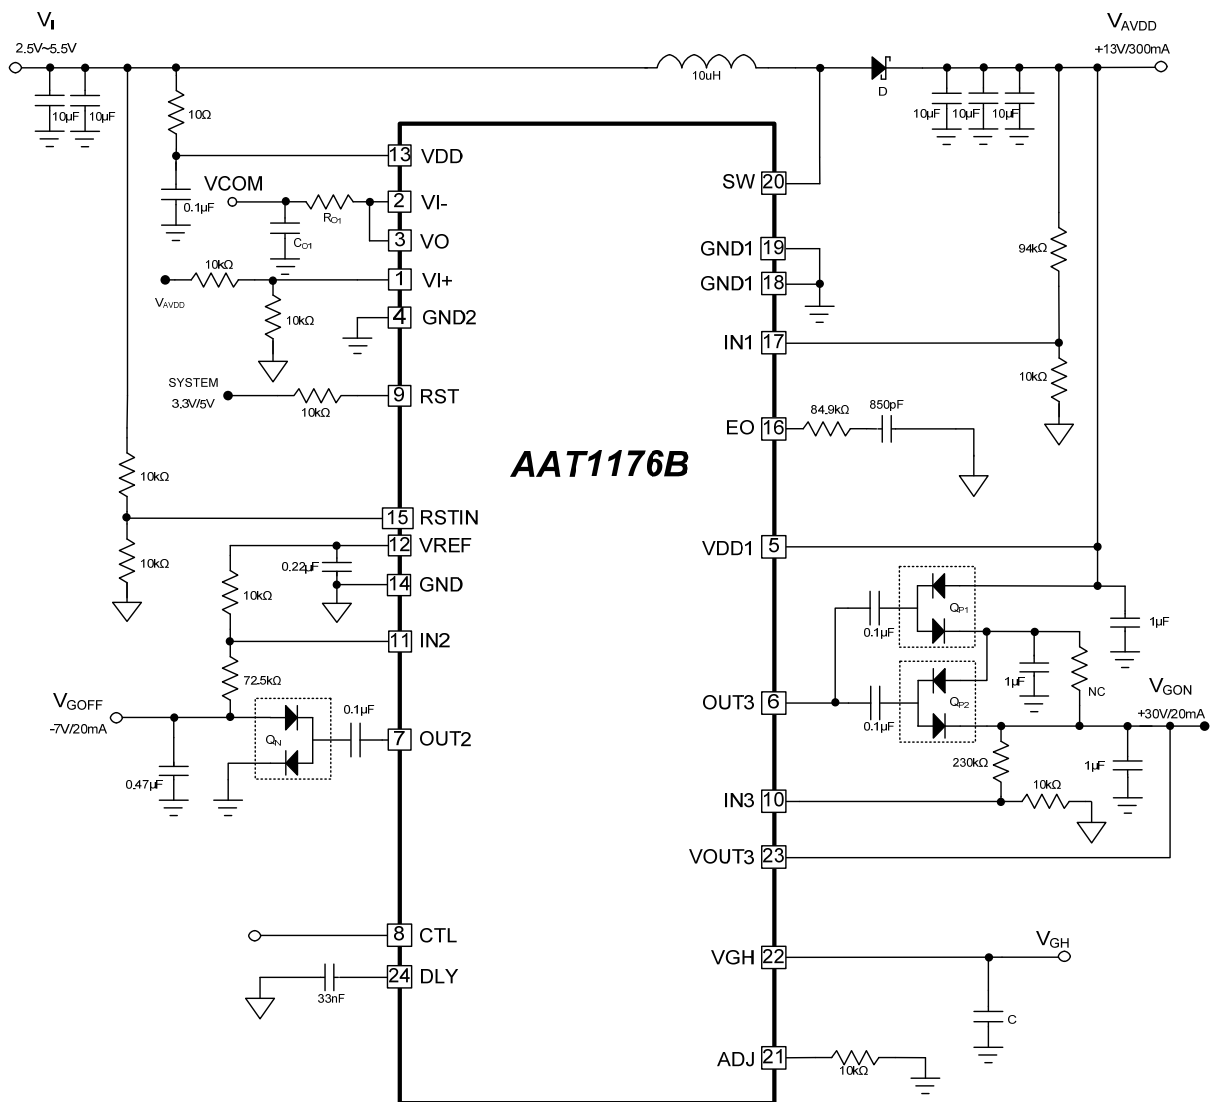 VI
2.5V~5.5V
VAVDD
+13V/300mA
10uH
D
10µF
10µF
10Ω
10µF
10µF
10µF
13 VDD
SW 20
0.1µF
VCOM
RO1
2 VI-
CO1
3 VO
GND1 19
94kΩ
10kΩ
1 VI+
GND1 18
VAVDD
10kΩ
4 GND2
IN1 17
SYSTEM
3.3V/5V
10kΩ
9 RST
10kΩ
84.9kΩ
850pF
EO 16
AAT1176B
10kΩ
15 RSTIN
12 VREF
VDD1 5
10kΩ
0.22µF
14 GND
10kΩ
QP1
0.1µF
1µF
11 IN2
72.5kΩ
1µF
NC
VGOFF
-7V/20mA
OUT3 6
QP2
0.1µF
VGON
+30V/20mA
QN
0.1µF
7 OUT2
230kΩ
1µF
0.47µF
IN3 10
10kΩ
VOUT3 23
8 CTL
VGH 22
VGH
24 DLY
33nF
C
ADJ 21
10kΩ